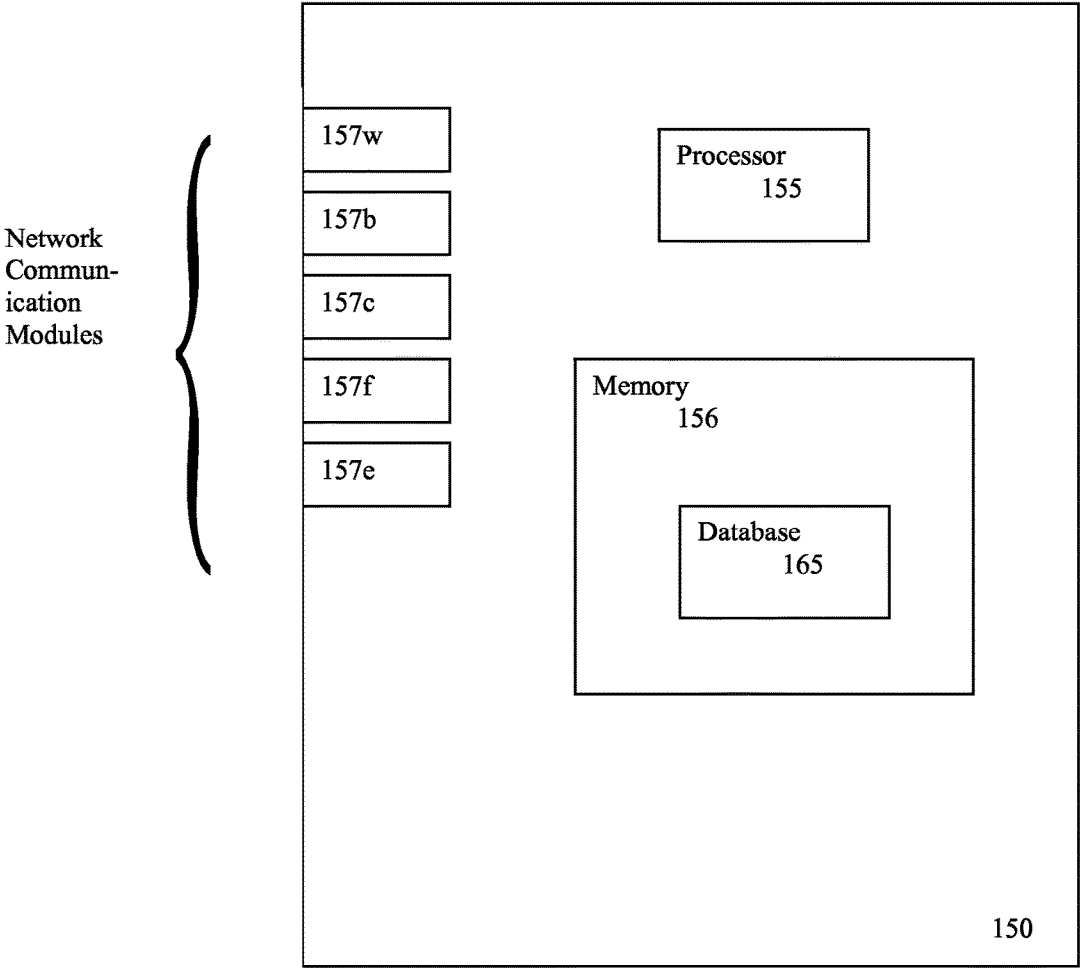 Network
Commun-
ication
Modules
157w
157b
157c
157f
157e
Processor
155
Memory
156
Database
165
150